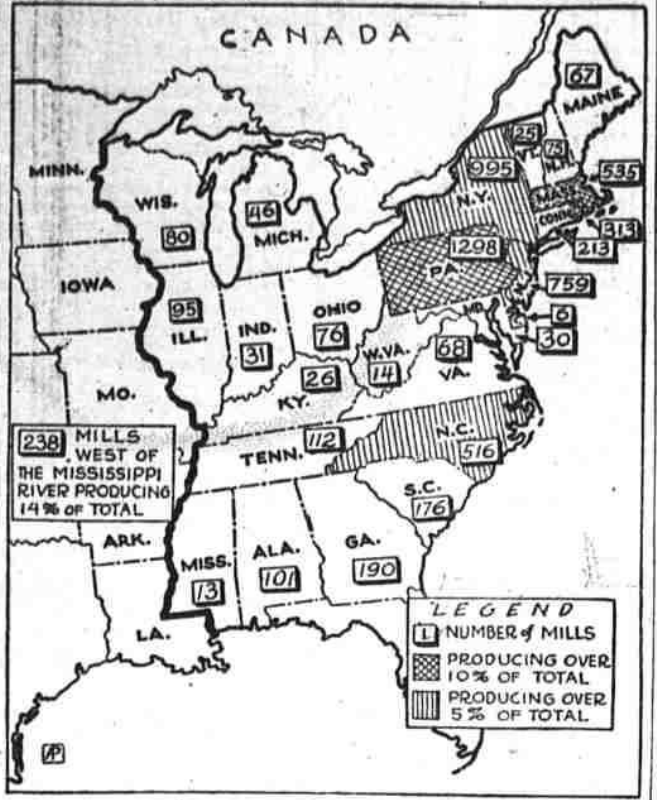 CANADA
67
MAINE
25
VT.
73
N.H.
MINN.
995
N.Y.
535
MASS.
WIS.
46
CONN.
80
MICH.
1298
313
213
PA.
IOWA
759
95
OHIO
MD.
6
ILL.
IND.
76
30
31
W.VA.
68
14
VA.
26
KY.
MO.
N.C.
112
516
238 MILLS
WEST OF
THE MISSISSIPPI
RIVER PRODUCING
14% OF TOTAL
TENN.
S.C.
176
ARK.
MISS.
ALA.
GA.
13
101
190
LA.
LEGEND
1 NUMBER of MILLS
PRODUCING OVER
10% OF TOTAL
PRODUCING OVER
5% OF TOTAL
AP